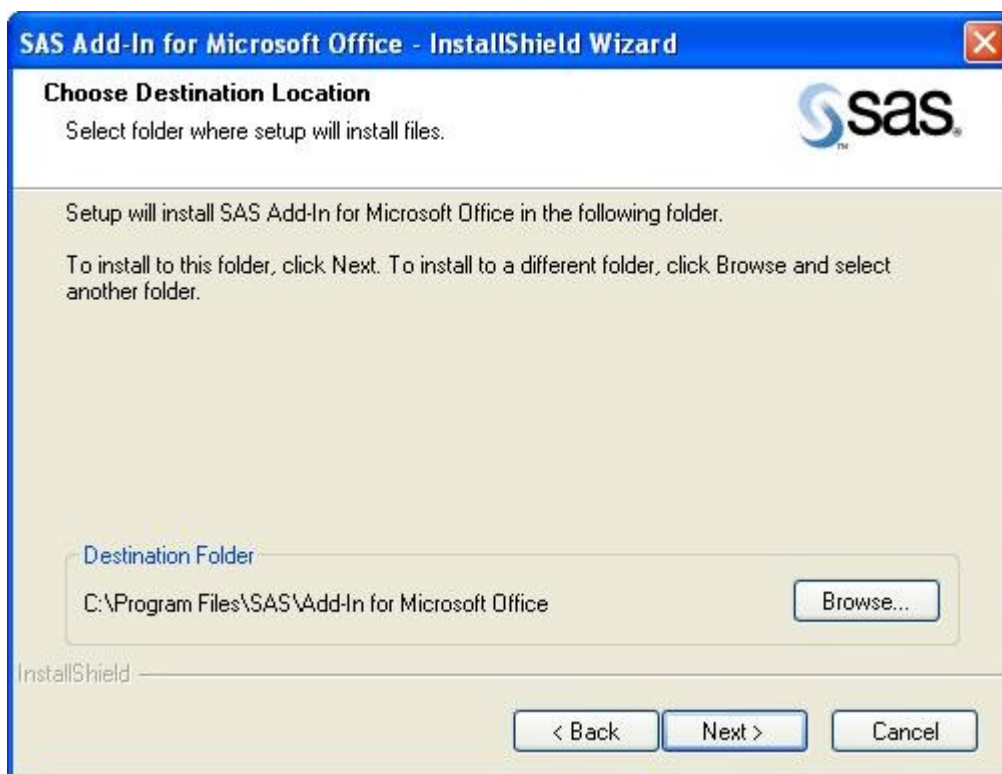 SAS Add-In for Microsoft Office - InstallShield Wizard
Choose Destination Location
Select folder where setup will install files.
sas.
TM
®
Setup will install SAS Add-In for Microsoft Office in the following folder.
To install to this folder, click Next. To install to a different folder, click Browse and select
another folder.
Destination Folder
C:\Program Files\SAS\Add-In for Microsoft Office
Browse...
InstallShield
< Back
Next >
Cancel